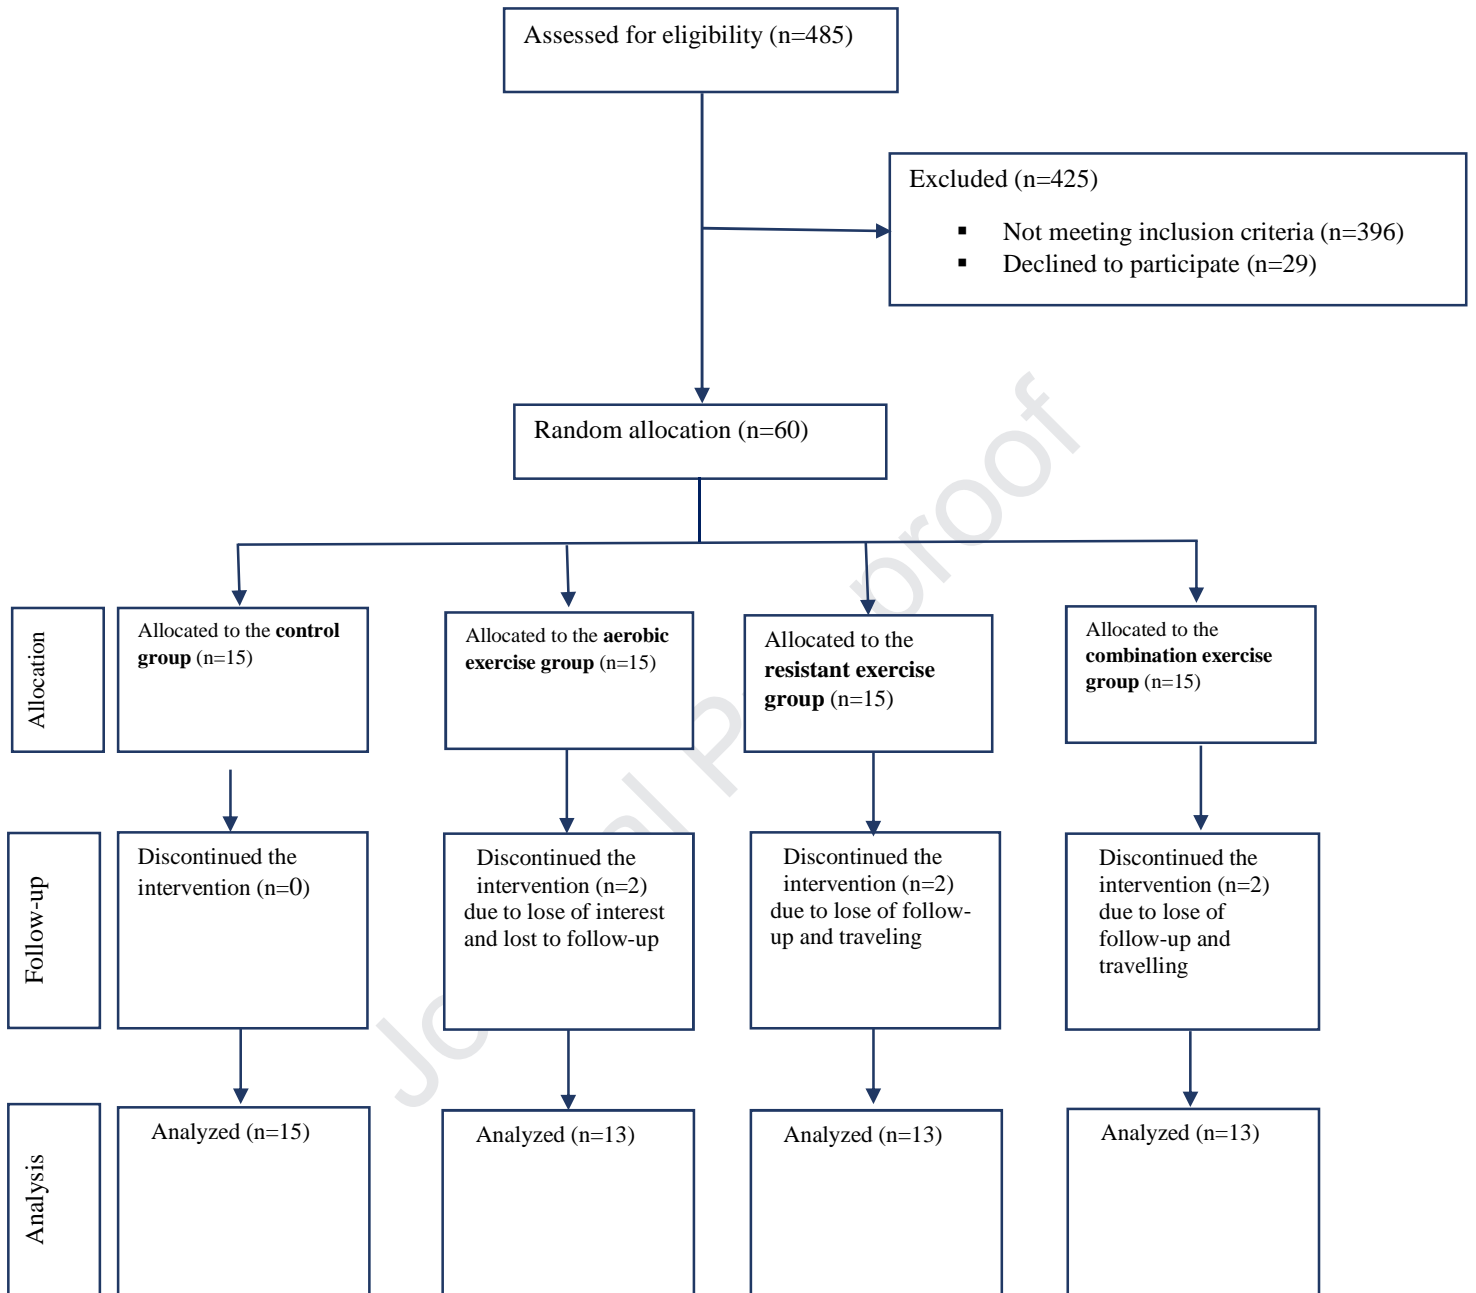 Assessed for eligibility (n=485)
Excluded (n=425)
▪ Not meeting inclusion criteria (n=396)
▪ Declined to participate (n=29)
Random allocation (n=60)
Allocation
Allocated to the control
group (n=15)
Allocated to the aerobic
exercise group (n=15)
Allocated to the
resistant exercise
group (n=15)
Allocated to the
combination exercise
group (n=15)
Follow-up
Discontinued the
intervention (n=0)
Discontinued the
intervention (n=2)
due to lose of interest
and lost to follow-up
Discontinued the
intervention (n=2)
due to lose of follow-
up and traveling
Discontinued the
intervention (n=2)
due to lose of
follow-up and
travelling
Analysis
Analyzed (n=15)
Analyzed (n=13)
Analyzed (n=13)
Analyzed (n=13)